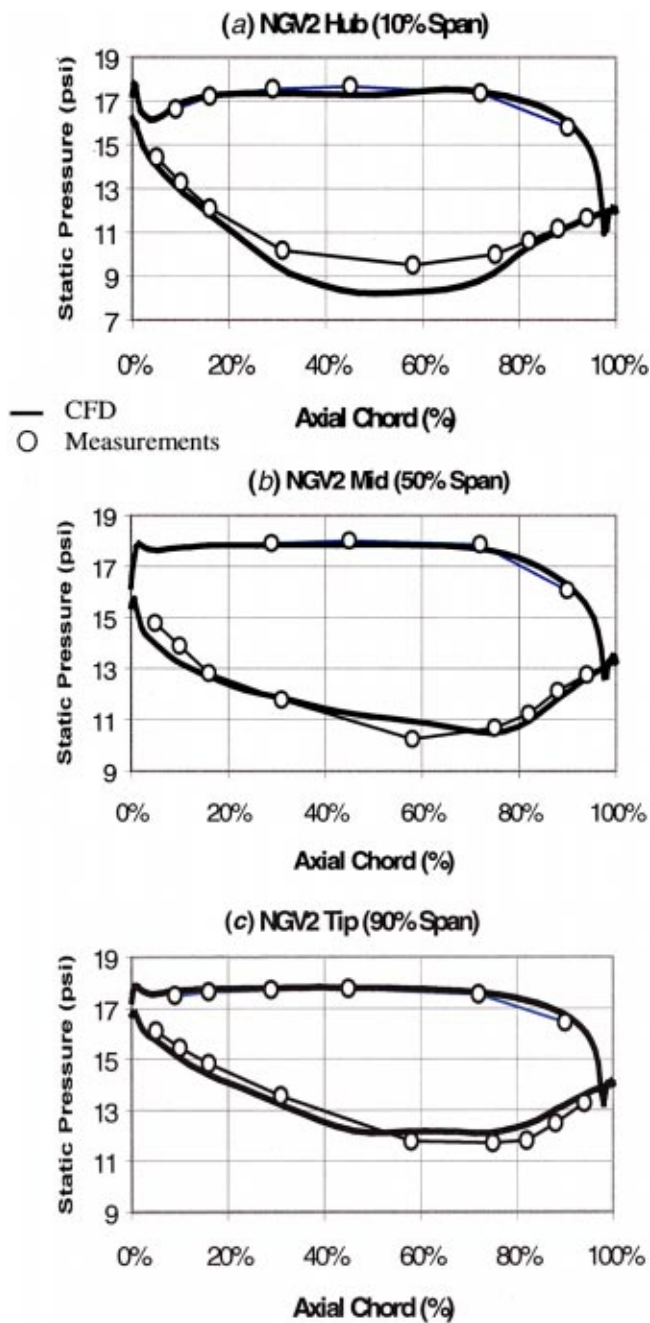 (a) NGV2 Hub (10% Span)
Static Pressure (psi)
19
17
15
13
11
9
7
0% 20% 40% 60% 80% 100%
Axial Chord (%)
CFD
Measurements
(b) NGV2 Mid (50% Span)
Static Pressure (psi)
19
17
15
13
11
9
0% 20% 40% 60% 80% 100%
Axial Chord (%)
(c) NGV2 Tip (90% Span)
Static Pressure (psi)
19
17
15
13
11
9
0% 20% 40% 60% 80% 100%
Axial Chord (%)